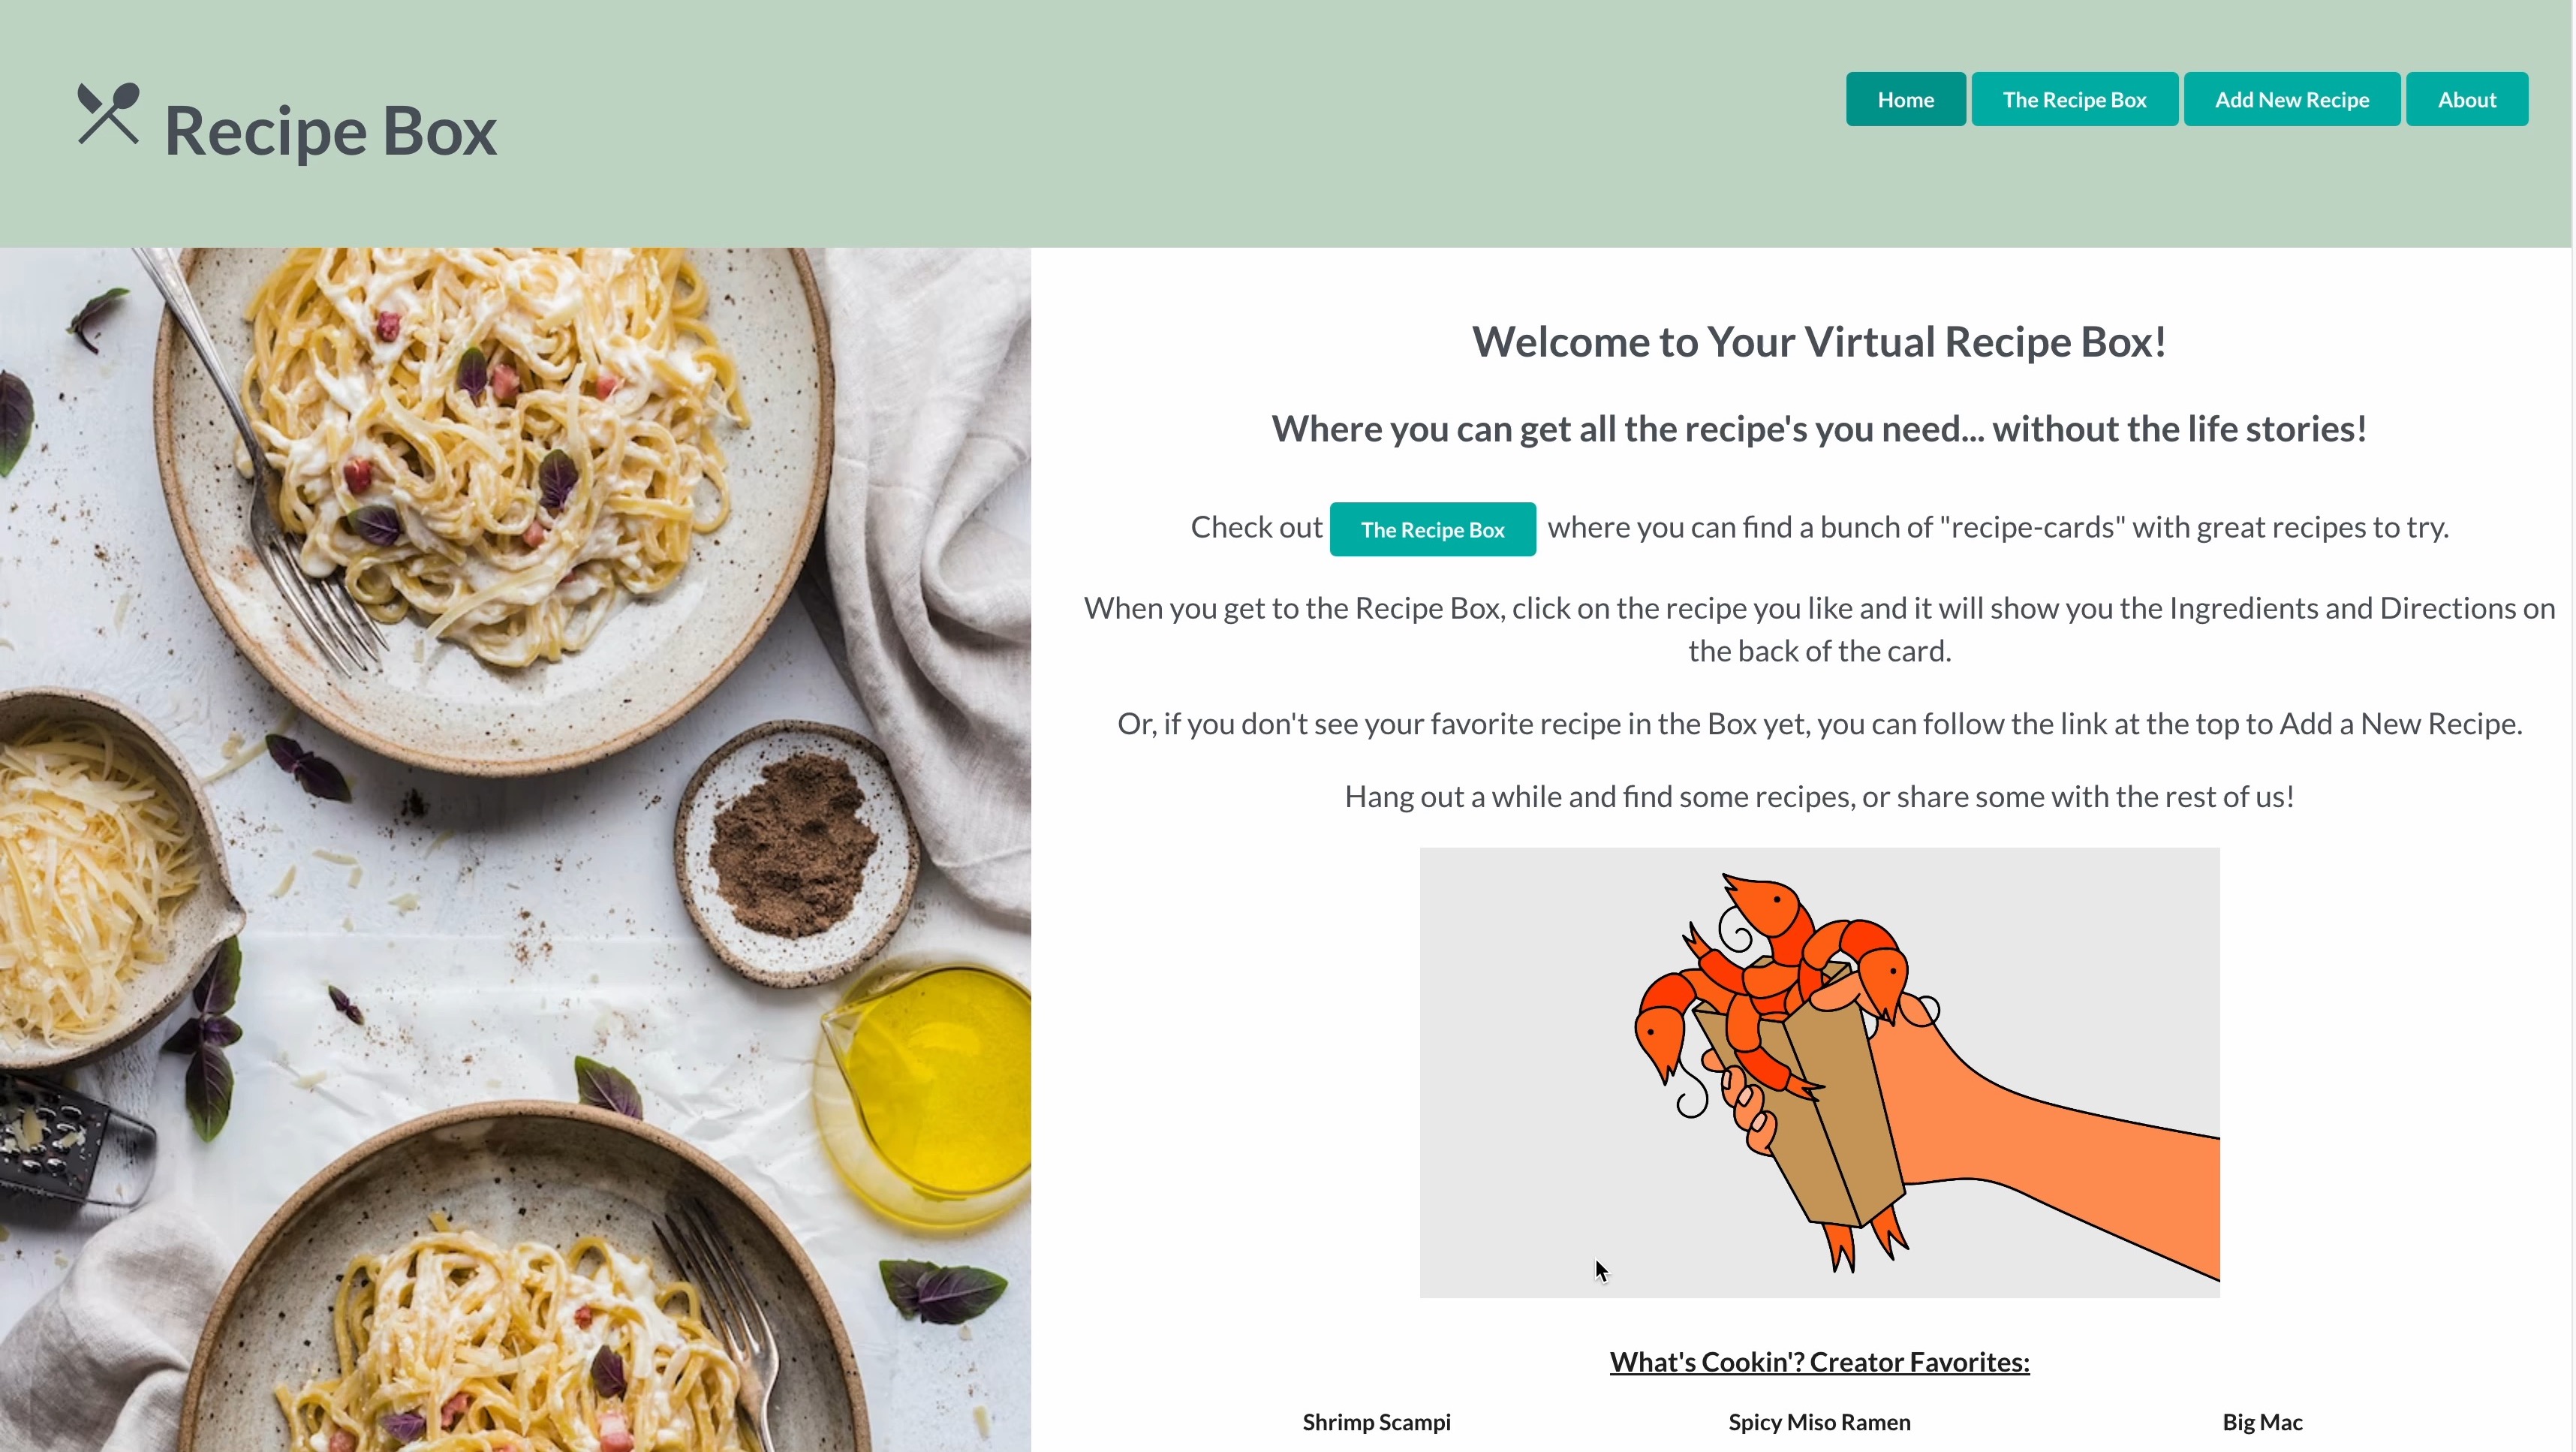 Recipe Box
Home
The Recipe Box
Add New Recipe
About
Welcome to Your Virtual Recipe Box!
Where you can get all the recipe's you need... without the life stories!
Check out The Recipe Box where you can find a bunch of "recipe-cards" with great recipes to try.
When you get to the Recipe Box, click on the recipe you like and it will show you the Ingredients and Directions on
the back of the card.
Or, if you don't see your favorite recipe in the Box yet, you can follow the link at the top to Add a New Recipe.
Hang out a while and find some recipes, or share some with the rest of us!
What's Cookin'? Creator Favorites:
Shrimp Scampi
Spicy Miso Ramen
Big Mac